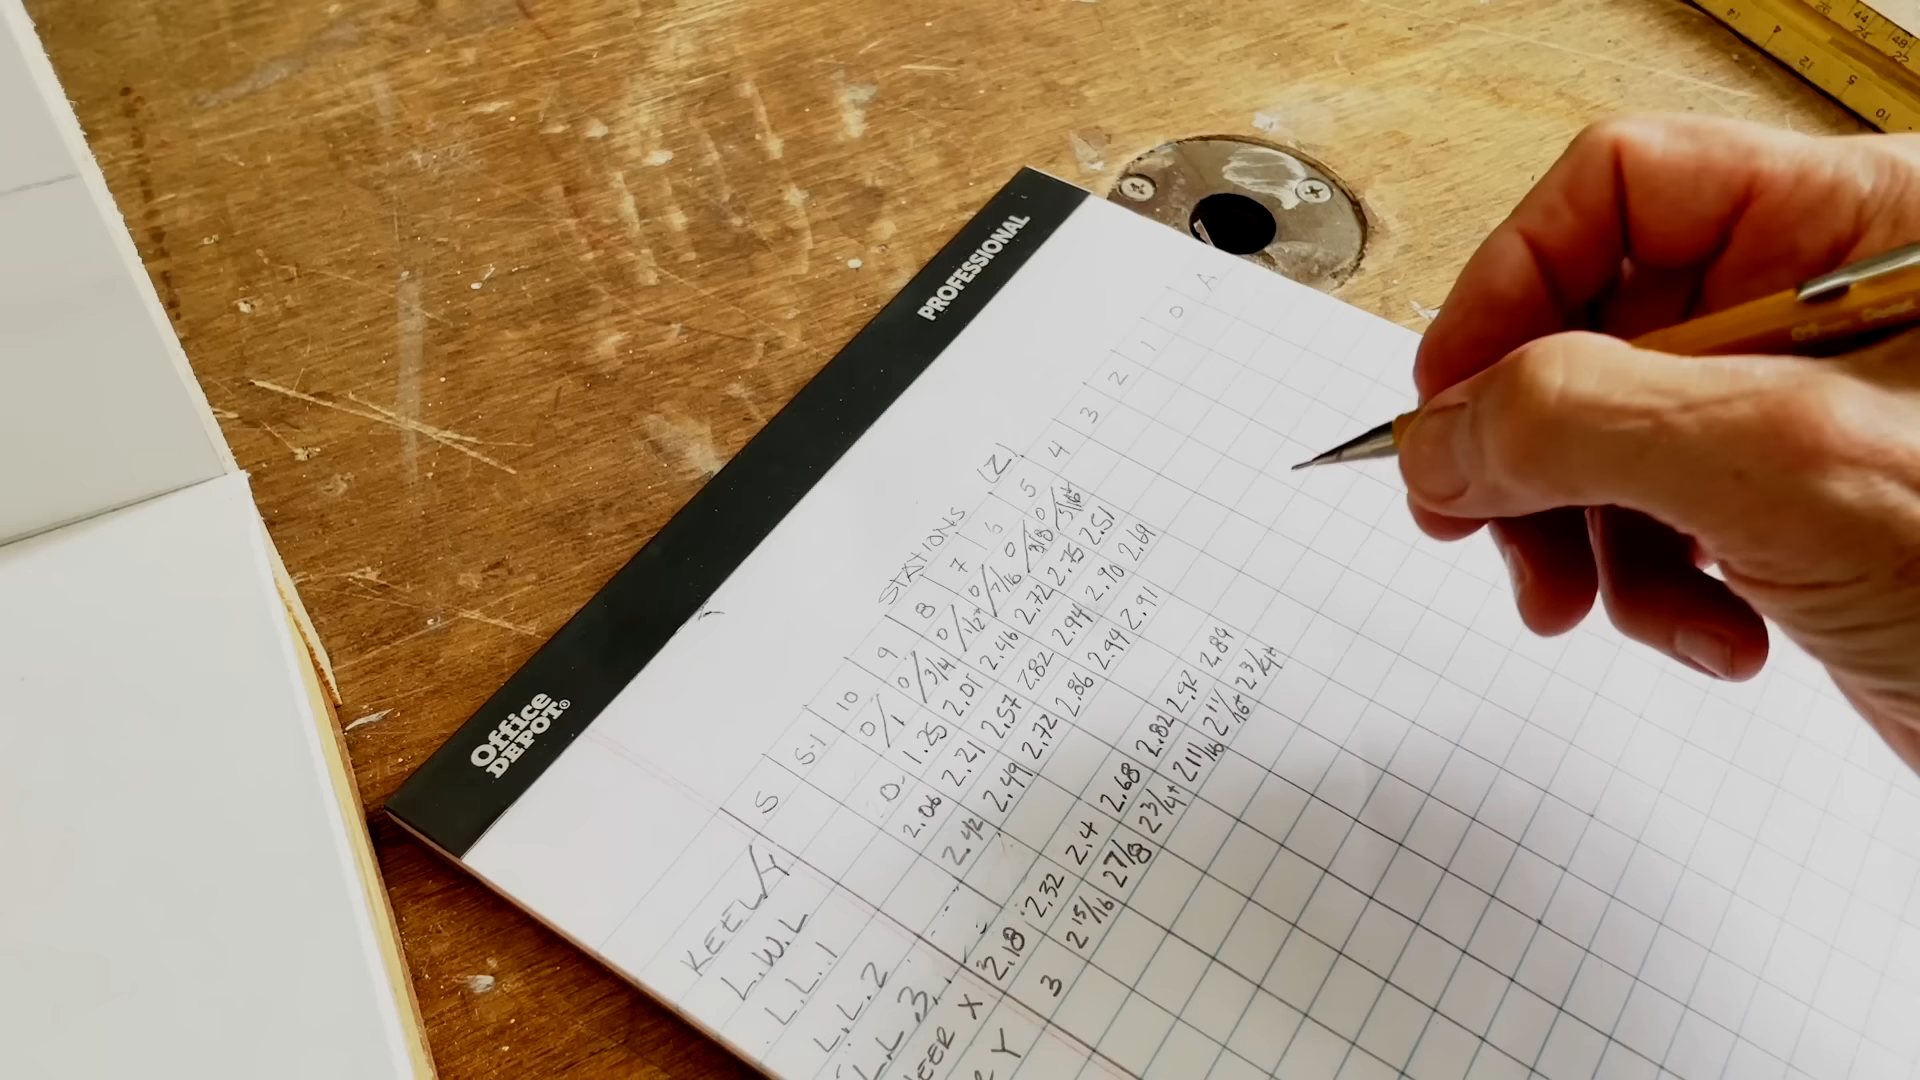 Office DEPOT®
PROFESSIONAL
STATIONS (Z)
S S-1 10 9 8 7 6 5 4 3 2 1 0 A
KEEL/Y 0/1 0/3/4 0/1/2+ 0/7/16 0/3/8 0/5/16+
L.W.L 0 1.25 2.01 2.46 2.72 2.75 2.51
L.L.1 2.06 2.21 2.57 2.82 2.94 2.90 2.69
L.L.2 2.42 2.49 2.72 2.86 2.94 2.91
L.L 3
EER X 2.18 2.32 2.4 2.68 2.82 2.92 2.89
R Y 3 2 15/16 2 7/8 2 3/4+ 2 11/16 2 11/16 2 3/4+